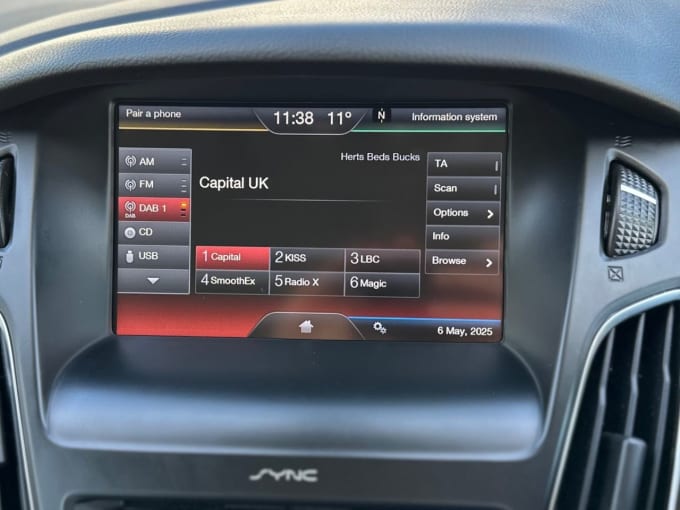 Pair a phone
11:38 11°
N
Information system
Herts Beds Bucks
AM
FM
DAB
DAB 1
CD
USB
Capital UK
TA
Scan
Options
Info
Browse
1 Capital
2 KISS
3 LBC
4 SmoothEx
5 Radio X
6 Magic
6 May, 2025
SYNC